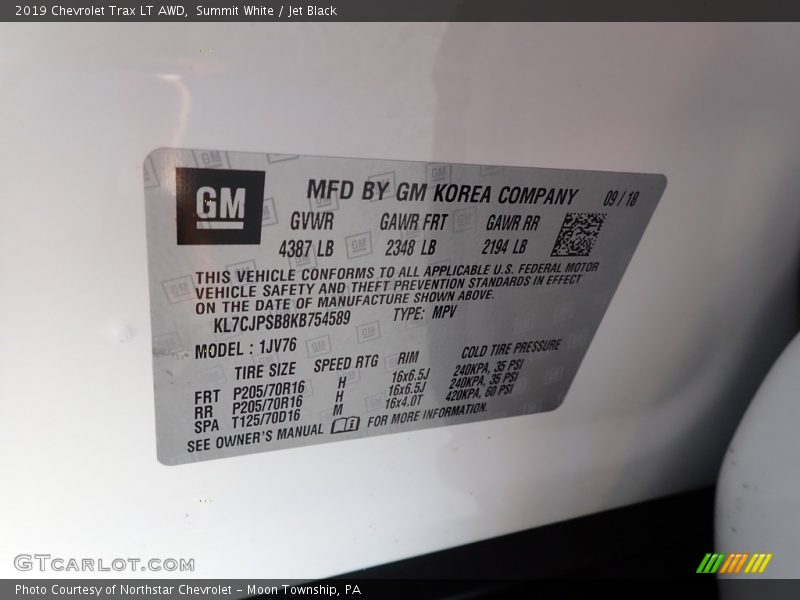 2019 Chevrolet Trax LT AWD,  Summit White / Jet Black
GM
MFD BY GM KOREA COMPANY 09/18
GVWR GAWR FRT GAWR RR
4387 LB 2348 LB 2194 LB
THIS VEHICLE CONFORMS TO ALL APPLICABLE U.S. FEDERAL MOTOR
VEHICLE SAFETY AND THEFT PREVENTION STANDARDS IN EFFECT
ON THE DATE OF MANUFACTURE SHOWN ABOVE.
KL7CJPSB8KB754589 TYPE: MPV
MODEL : 1JV76
TIRE SIZE SPEED RTG RIM COLD TIRE PRESSURE
FRT P205/70R16 H 16x6.5J 240KPA, 35 PSI
RR P205/70R16 H 16x6.5J 240KPA, 35 PSI
SPA T125/70D16 M 16x4.0T 420KPA, 60 PSI
SEE OWNER'S MANUAL FOR MORE INFORMATION.
GTCARLOT.COM
Photo Courtesy of Northstar Chevrolet - Moon Township, PA